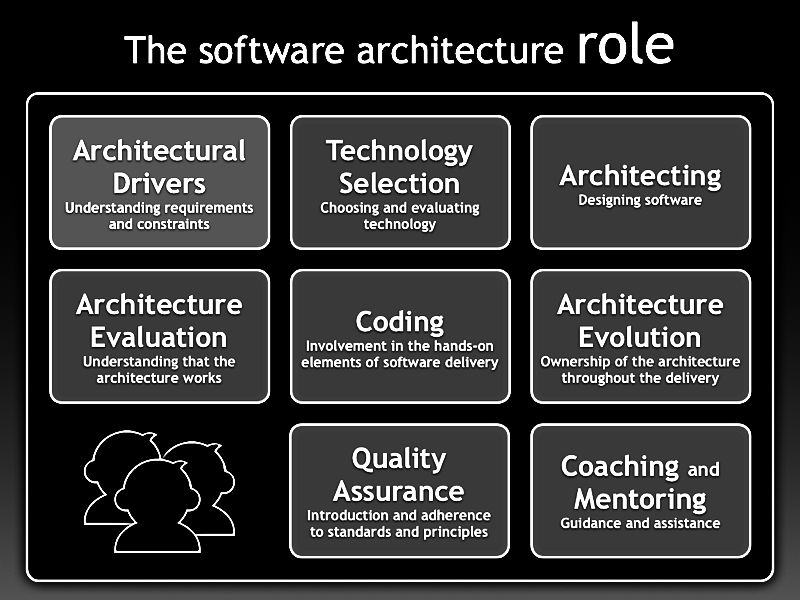 The software architecture role
Architectural
Drivers
Understanding requirements
and constraints
Technology
Selection
Choosing and evaluating
technology
Architecting
Designing software
Architecture
Evaluation
Understanding that the
architecture works
Coding
Involvement in the hands-on
elements of software delivery
Architecture
Evolution
Ownership of the architecture
throughout the delivery
Quality
Assurance
Introduction and adherence
to standards and principles
Coaching and
Mentoring
Guidance and assistance